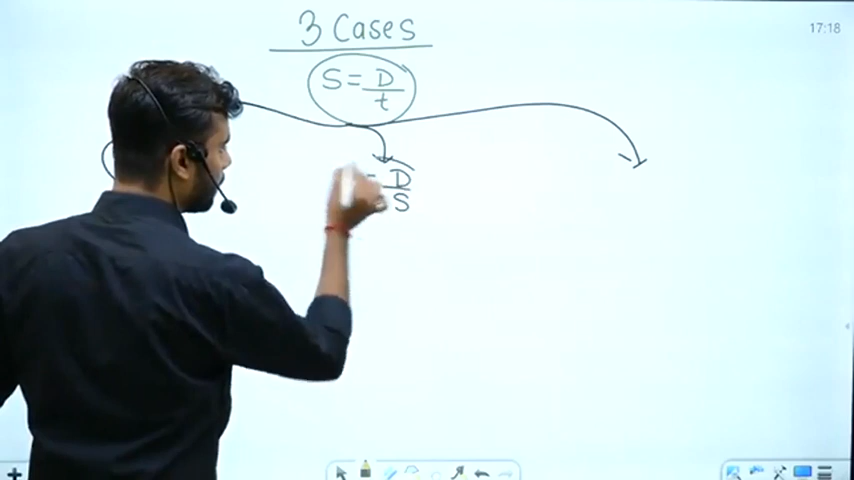 3 Cases
17:18
S = D/t
= D/S